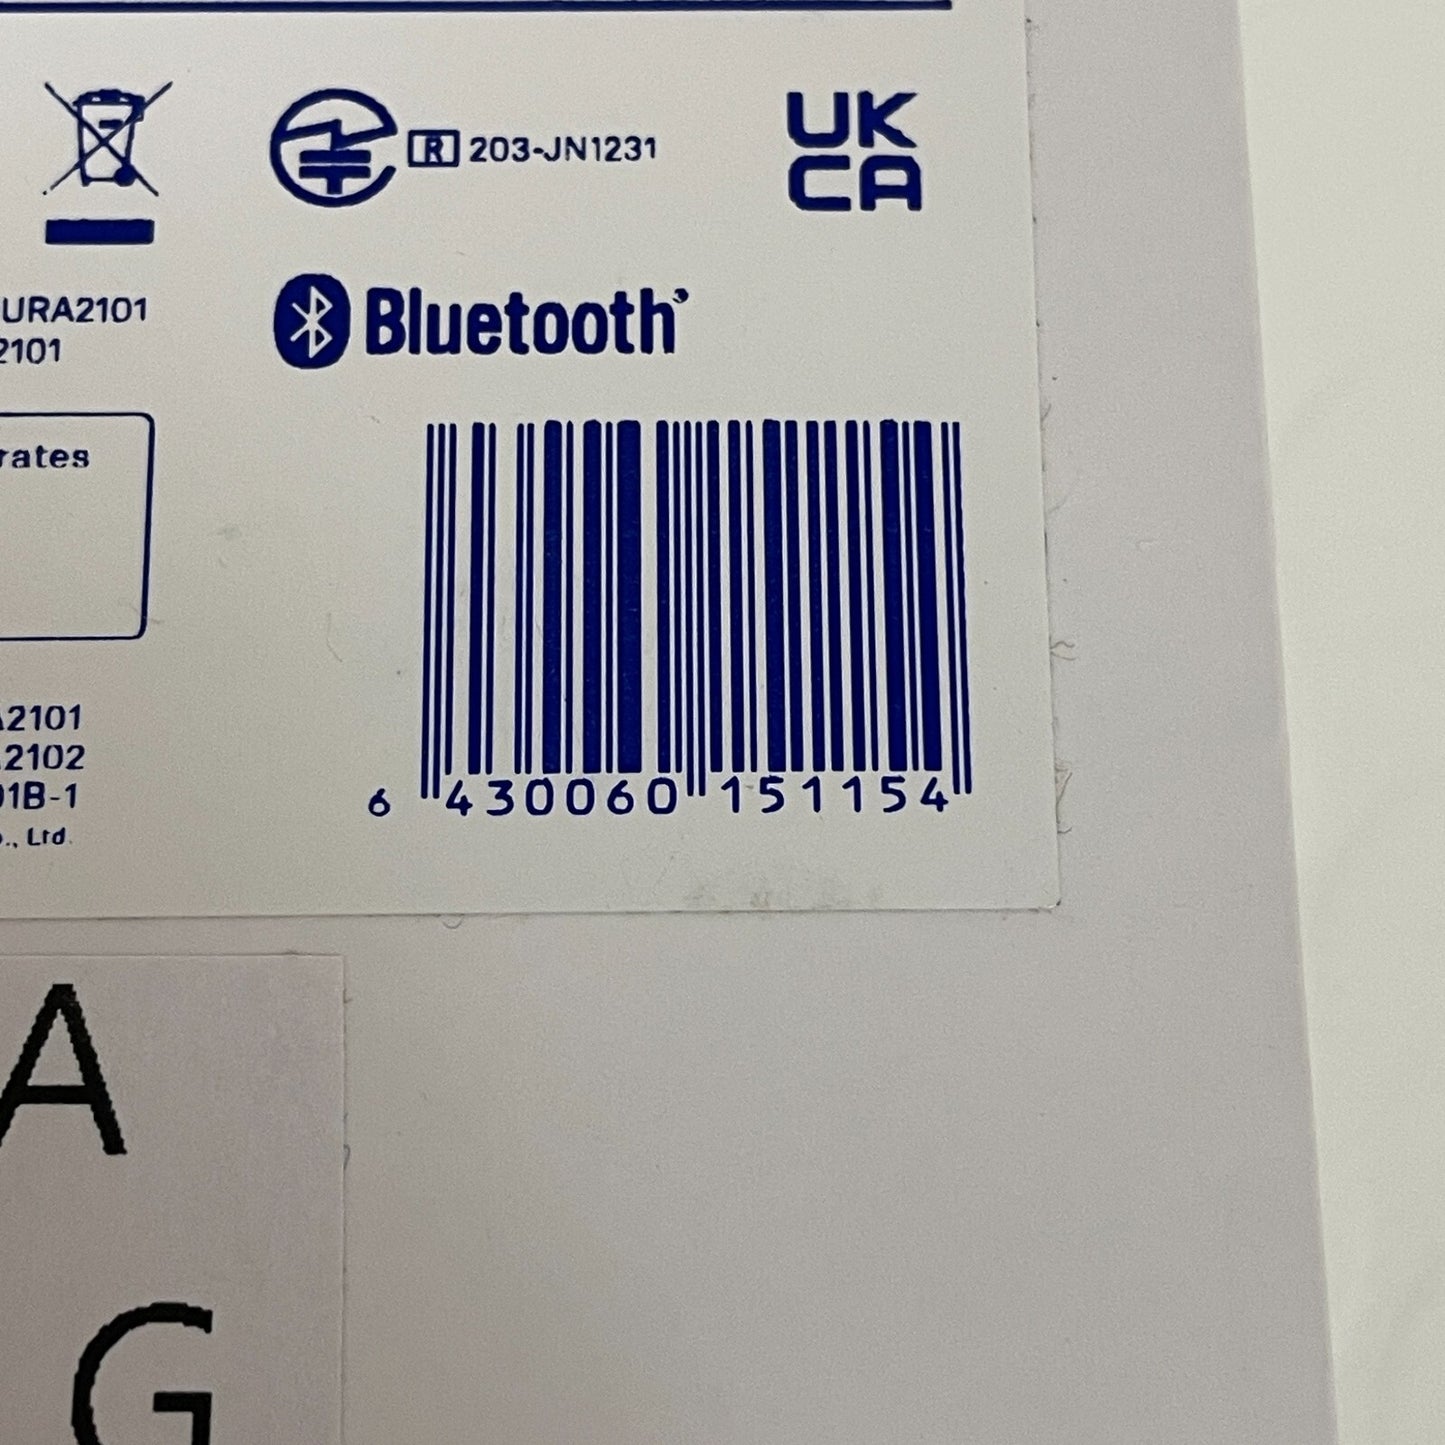 R 203-JN1231
UK
CA
URA2101
2101
Bluetooth
rates
A2101
2102
01B-1
., Ltd.
6 430060 151154
A
G